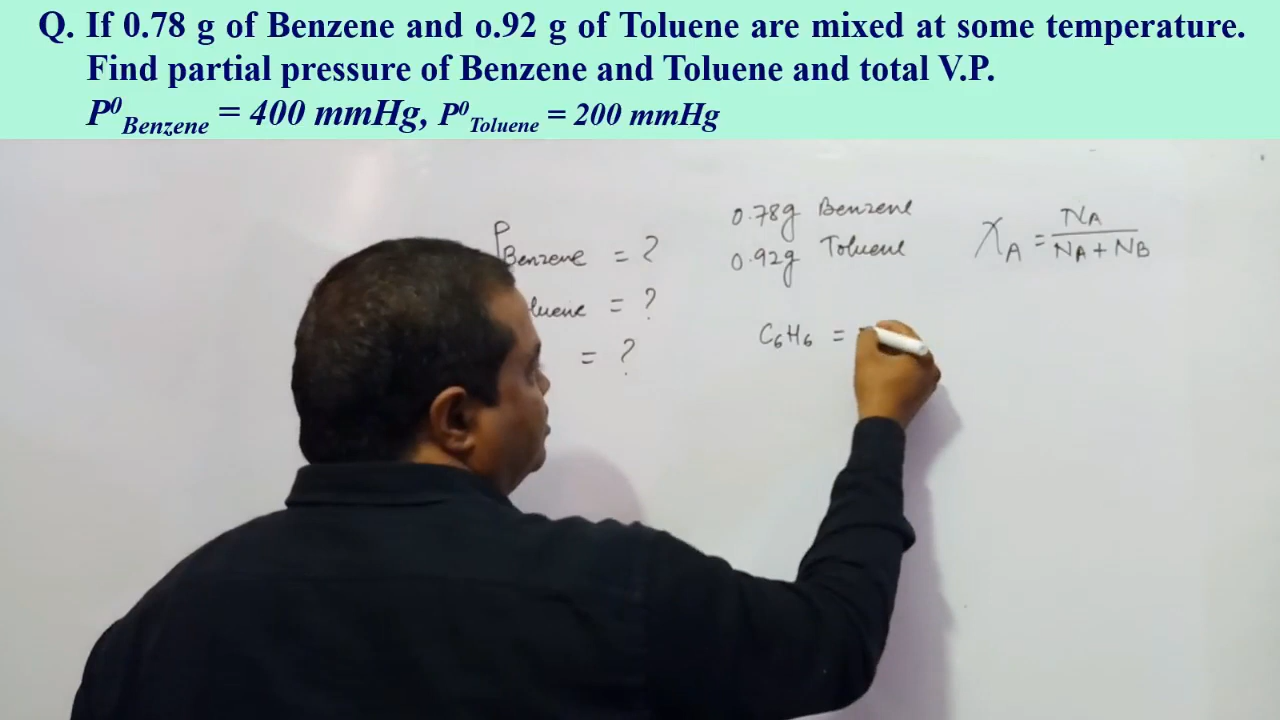 Q. If 0.78 g of Benzene and o.92 g of Toluene are mixed at some temperature.
Find partial pressure of Benzene and Toluene and total V.P.
P⁰Benzene = 400 mmHg, P⁰Toluene = 200 mmHg
PBenzene = ?
= ?
= ?
0.78g Benzene
0.92g Toluene
C₆H₆ =
XA = NA / NA + NB